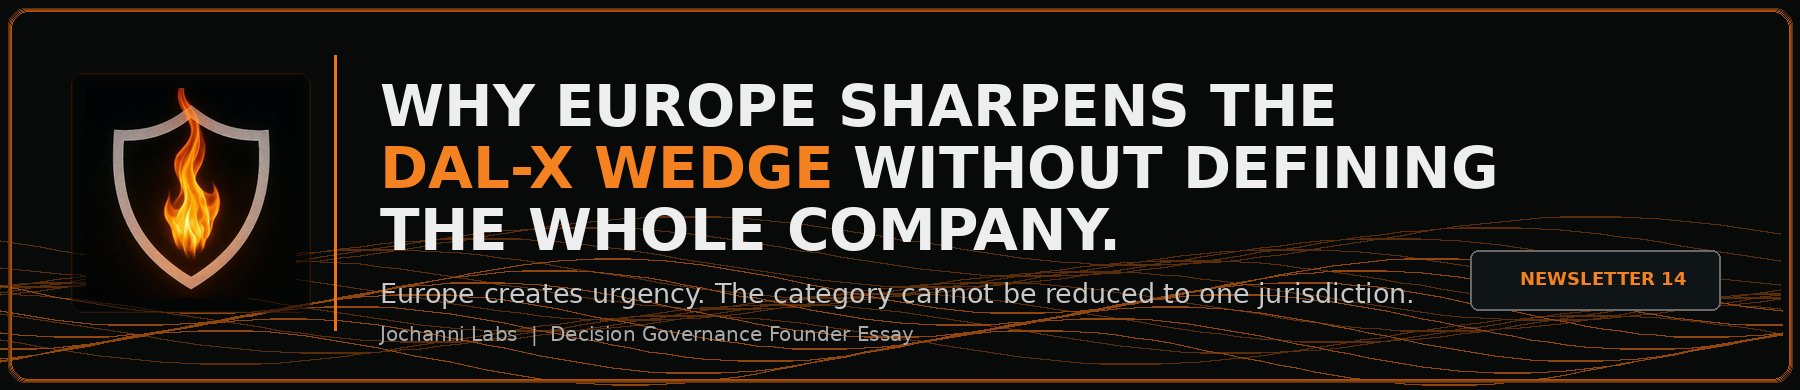 WHY EUROPE SHARPENS THE
DAL-X WEDGE WITHOUT DEFINING
THE WHOLE COMPANY.
Europe creates urgency. The category cannot be reduced to one jurisdiction.
NEWSLETTER 14
Jochanni Labs | Decision Governance Founder Essay